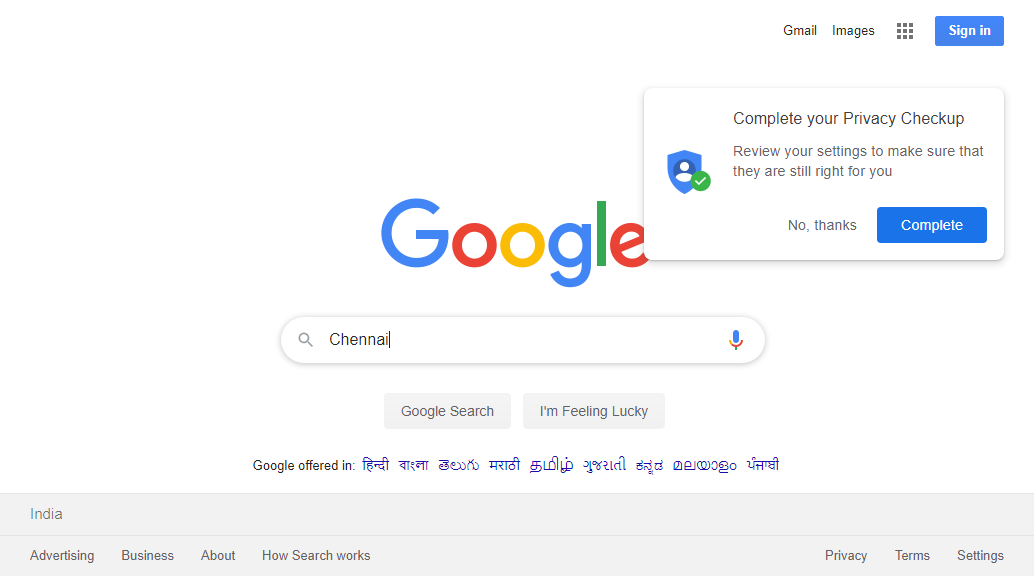 Gmail Images Sign in
Complete your Privacy Checkup
Review your settings to make sure that
they are still right for you
No, thanks Complete
Google
Chennai
Google Search I'm Feeling Lucky
Google offered in: हिन्दी বাংলা తెలుగు मराठी தமிழ் ગુજરાતી ಕನ್ನಡ മലയാളം ਪੰਜਾਬੀ
India
Advertising Business About How Search works Privacy Terms Settings